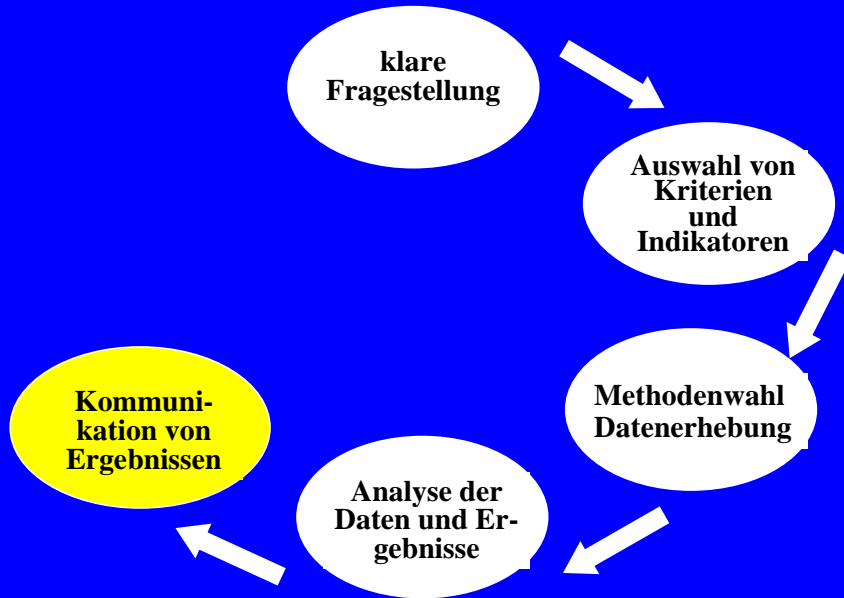 klare
Fragestellung
Auswahl von
Kriterien
und
Indikatoren
Methodenwahl
Datenerhebung
Analyse der
Daten und Er-
gebnisse
Kommuni-
kation von
Ergebnissen